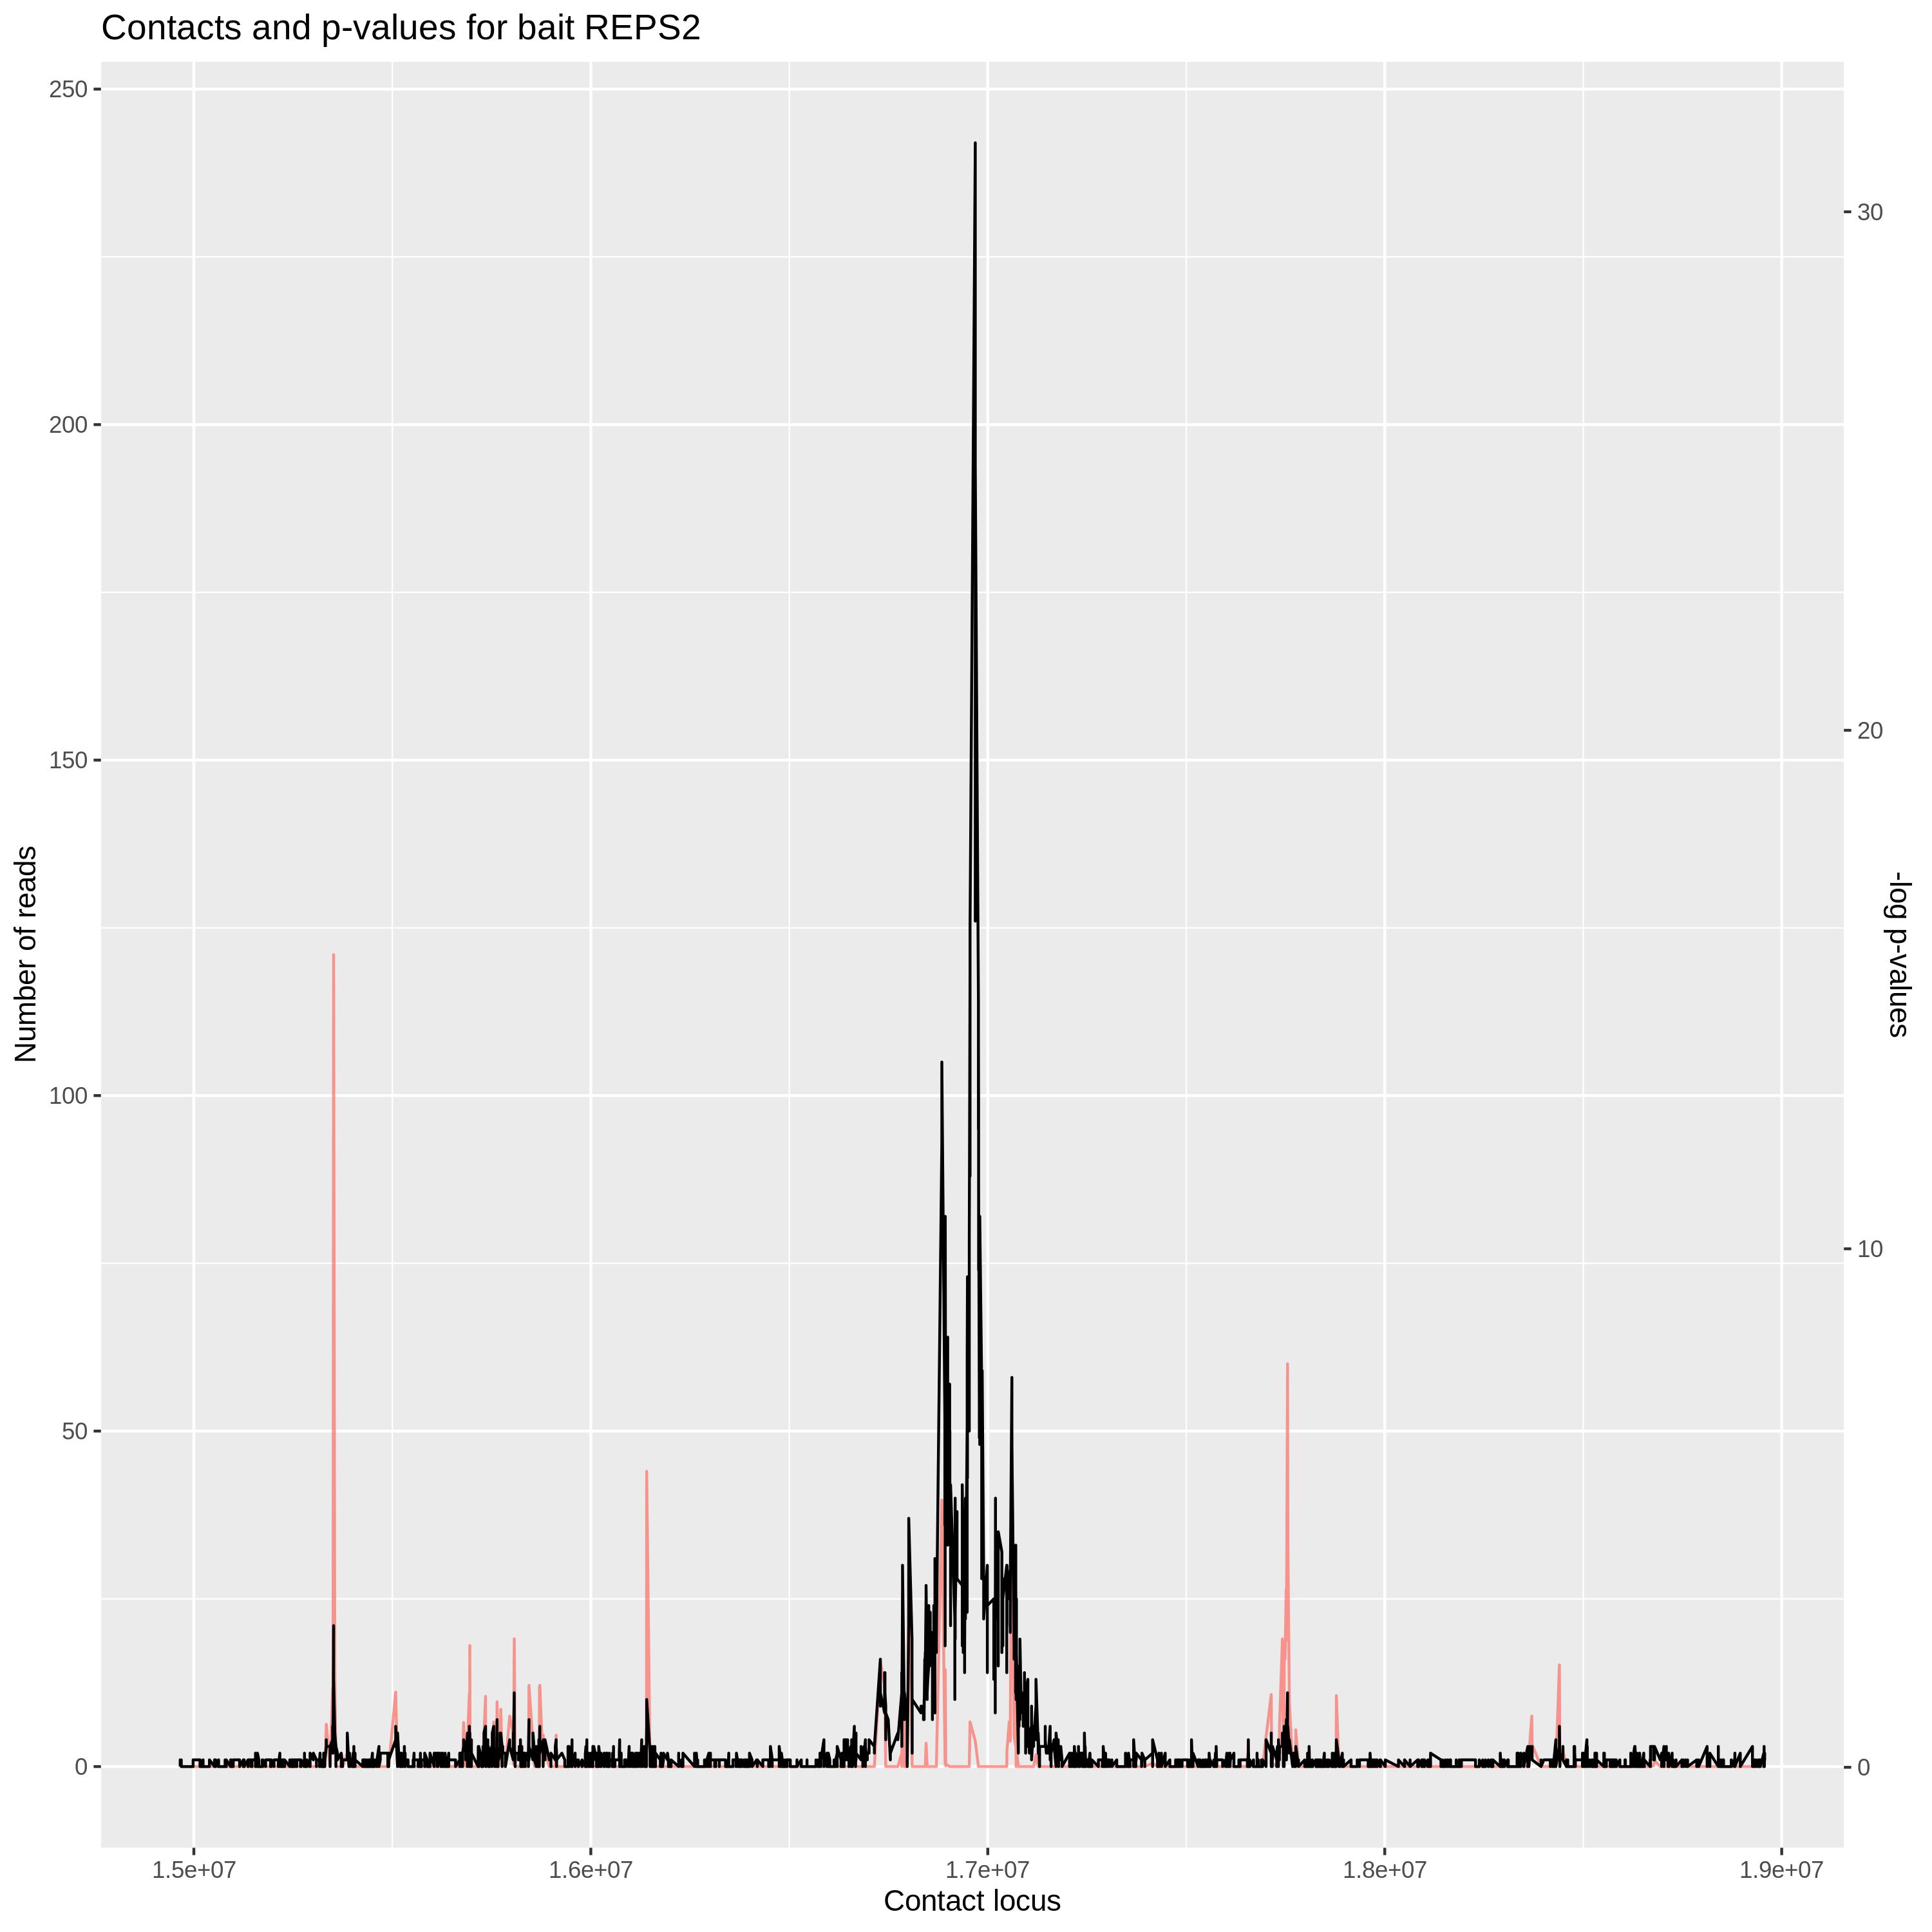 Contacts and p-values for bait REPS2
250
200
150
100
50
0
Number of reads
30
20
10
0
-log p-values
1.5e+07
1.6e+07
1.7e+07
1.8e+07
1.9e+07
Contact locus